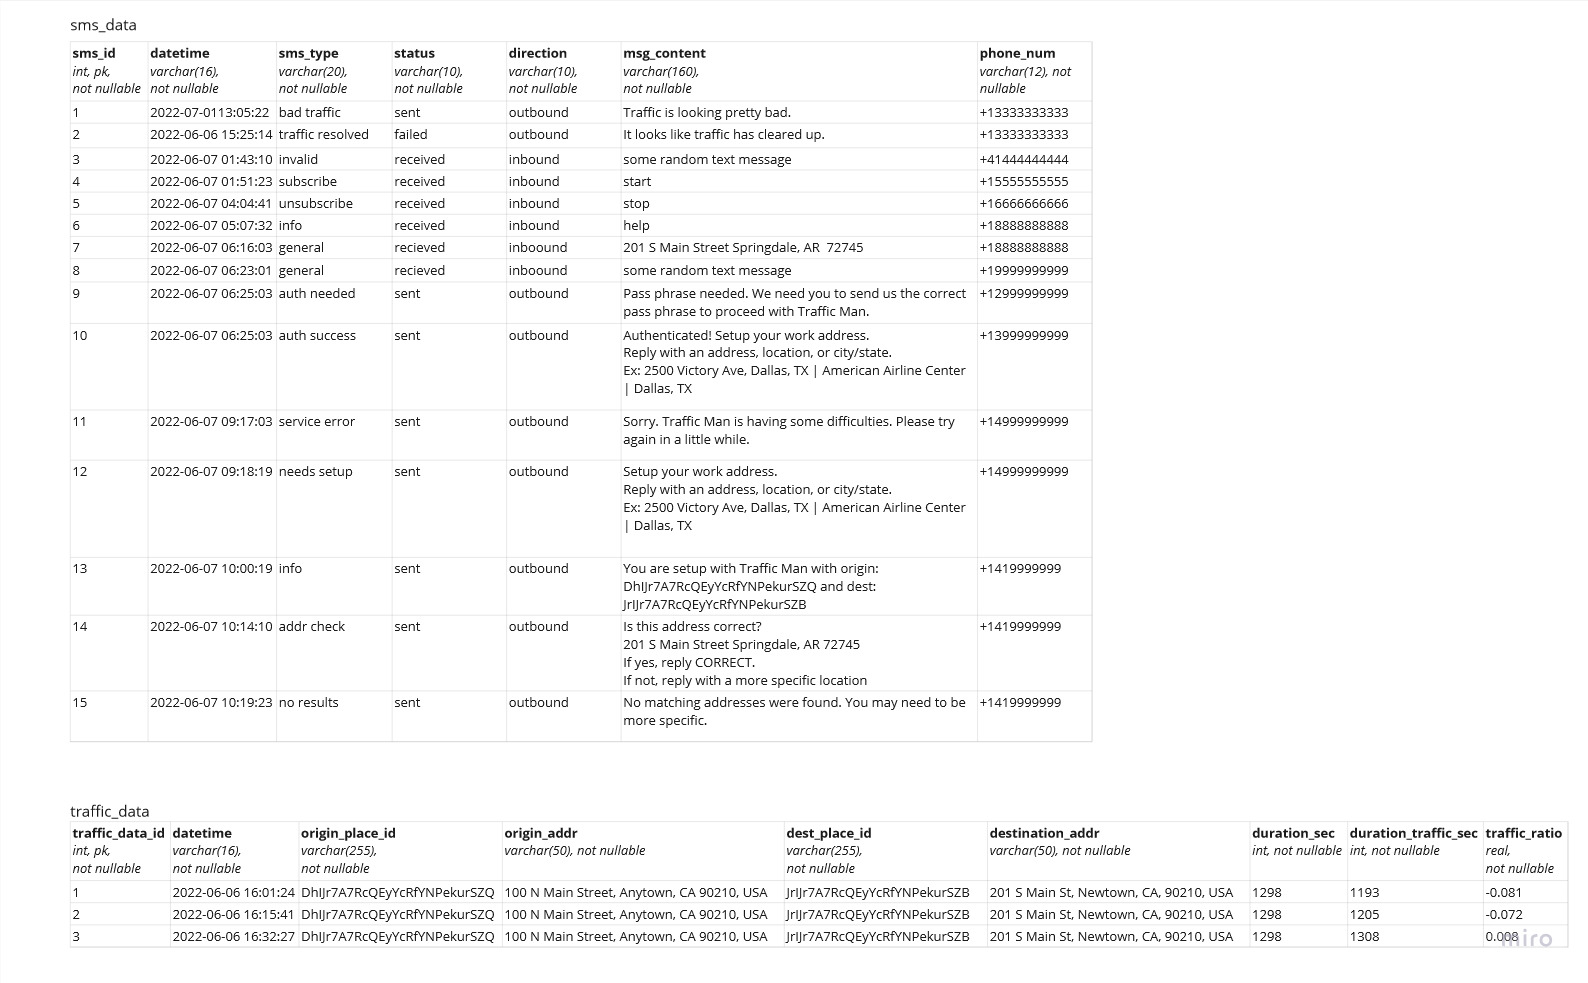 sms_data
sms_id datetime sms_type status direction msg_content phone_num
int, pk, varchar(16), varchar(20), varchar(10), varchar(10), varchar(160), varchar(12), not
not nullable not nullable not nullable not nullable not nullable not nullable nullable
1 2022-07-0113:05:22 bad traffic sent outbound Traffic is looking pretty bad. +13333333333
2 2022-06-06 15:25:14 traffic resolved failed outbound It looks like traffic has cleared up. +13333333333
3 2022-06-07 01:43:10 invalid received inbound some random text message +41444444444
4 2022-06-07 01:51:23 subscribe received inbound start +15555555555
5 2022-06-07 04:04:41 unsubscribe received inbound stop +16666666666
6 2022-06-07 05:07:32 info received inbound help +18888888888
7 2022-06-07 06:16:03 general recieved inboound 201 S Main Street Springdale, AR  72745 +18888888888
8 2022-06-07 06:23:01 general recieved inboound some random text message +19999999999
9 2022-06-07 06:25:03 auth needed sent outbound Pass phrase needed. We need you to send us the correct +12999999999
pass phrase to proceed with Traffic Man.
10 2022-06-07 06:25:03 auth success sent outbound Authenticated! Setup your work address. +13999999999
Reply with an address, location, or city/state.
Ex: 2500 Victory Ave, Dallas, TX | American Airline Center
| Dallas, TX
11 2022-06-07 09:17:03 service error sent outbound Sorry. Traffic Man is having some difficulties. Please try +14999999999
again in a little while.
12 2022-06-07 09:18:19 needs setup sent outbound Setup your work address. +14999999999
Reply with an address, location, or city/state.
Ex: 2500 Victory Ave, Dallas, TX | American Airline Center
| Dallas, TX
13 2022-06-07 10:00:19 info sent outbound You are setup with Traffic Man with origin: +1419999999
DhIJr7A7RcQEyYcRfYNPekurSZQ and dest:
JrIJr7A7RcQEyYcRfYNPekurSZB
14 2022-06-07 10:14:10 addr check sent outbound Is this address correct? +1419999999
201 S Main Street Springdale, AR 72745
If yes, reply CORRECT.
If not, reply with a more specific location
15 2022-06-07 10:19:23 no results sent outbound No matching addresses were found. You may need to be +1419999999
more specific.
traffic_data
traffic_data_id datetime origin_place_id origin_addr dest_place_id destination_addr duration_sec duration_traffic_sec traffic_ratio
int, pk, varchar(16), varchar(255), varchar(50), not nullable varchar(255), varchar(50), not nullable int, not nullable int, not nullable real,
not nullable not nullable not nullable not nullable not nullable
1 2022-06-06 16:01:24 DhIJr7A7RcQEyYcRfYNPekurSZQ 100 N Main Street, Anytown, CA 90210, USA JrIJr7A7RcQEyYcRfYNPekurSZB 201 S Main St, Newtown, CA, 90210, USA 1298 1193 -0.081
2 2022-06-06 16:15:41 DhIJr7A7RcQEyYcRfYNPekurSZQ 100 N Main Street, Anytown, CA 90210, USA JrIJr7A7RcQEyYcRfYNPekurSZB 201 S Main St, Newtown, CA, 90210, USA 1298 1205 -0.072
3 2022-06-06 16:32:27 DhIJr7A7RcQEyYcRfYNPekurSZQ 100 N Main Street, Anytown, CA 90210, USA JrIJr7A7RcQEyYcRfYNPekurSZB 201 S Main St, Newtown, CA, 90210, USA 1298 1308 0.008
miro